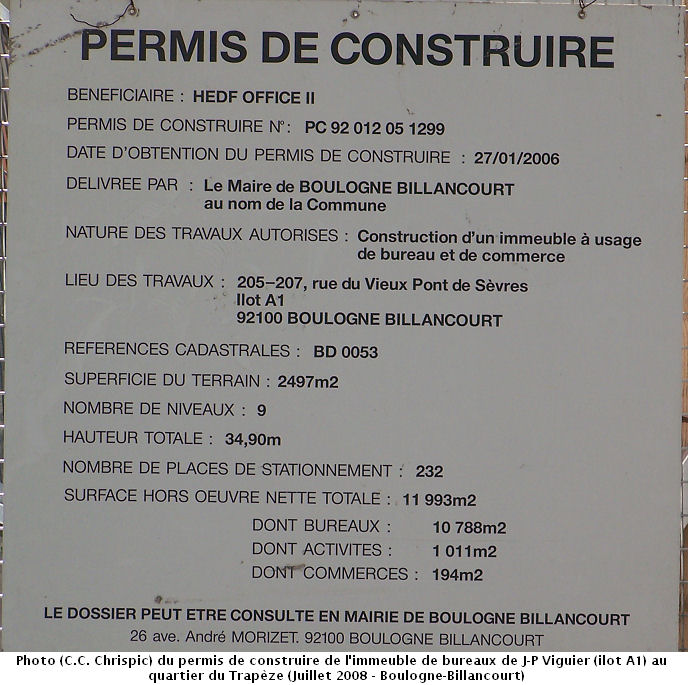 PERMIS DE CONSTRUIRE
BENEFICIAIRE : HEDF OFFICE II
PERMIS DE CONSTRUIRE N° : PC 92 012 05 1299
DATE D'OBTENTION DU PERMIS DE CONSTRUIRE : 27/01/2006
DELIVREE PAR : Le Maire de BOULOGNE BILLANCOURT
au nom de la Commune
NATURE DES TRAVAUX AUTORISES : Construction d'un immeuble à usage
de bureau et de commerce
LIEU DES TRAVAUX : 205-207, rue du Vieux Pont de Sèvres
Ilot A1
92100 BOULOGNE BILLANCOURT
REFERENCES CADASTRALES : BD 0053
SUPERFICIE DU TERRAIN : 2497m2
NOMBRE DE NIVEAUX : 9
HAUTEUR TOTALE : 34,90m
NOMBRE DE PLACES DE STATIONNEMENT : 232
SURFACE HORS OEUVRE NETTE TOTALE : 11 993m2
DONT BUREAUX : 10 788m2
DONT ACTIVITES : 1 011m2
DONT COMMERCES : 194m2
LE DOSSIER PEUT ETRE CONSULTE EN MAIRIE DE BOULOGNE BILLANCOURT
26 ave. André MORIZET. 92100 BOULOGNE BILLANCOURT
Photo (C.C. Chrispic) du permis de construire de l'immeuble de bureaux de J-P Viguier (ilot A1) au
quartier du Trapèze (Juillet 2008 - Boulogne-Billancourt)